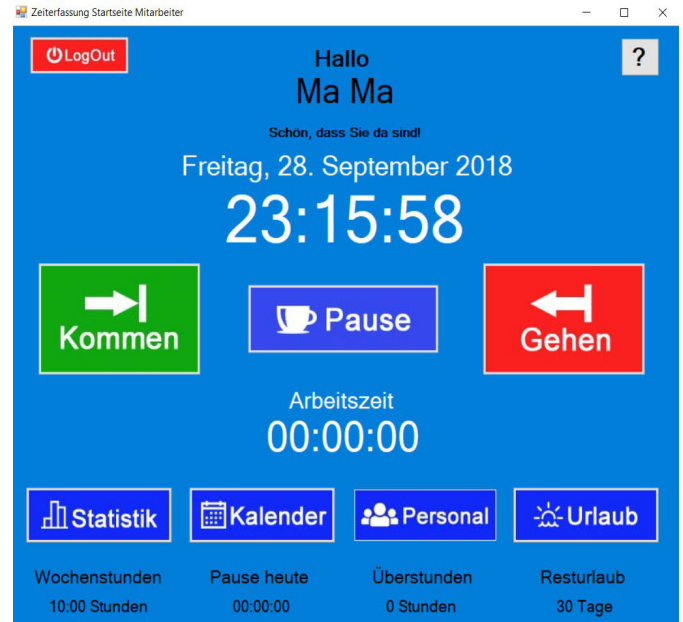 Zeiterfassung Startseite Mitarbeiter
LogOut
?
Hallo
Ma Ma
Schön, dass Sie da sind!
Freitag, 28. September 2018
23:15:58
Kommen
Pause
Gehen
Arbeitszeit
00:00:00
Statistik
Kalender
Personal
Urlaub
Wochenstunden
Pause heute
Überstunden
Resturlaub
10:00 Stunden
00:00:00
0 Stunden
30 Tage